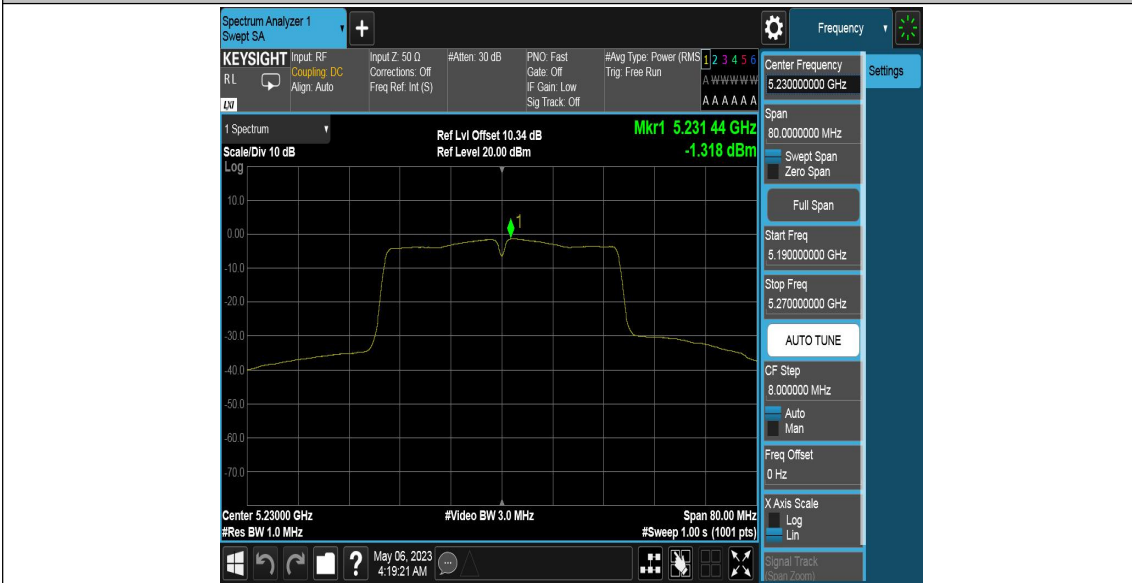 Spectrum Analyzer 1
Swept SA
Frequency
KEYSIGHT
Input: RF
Input Z: 50 Ω
#Atten: 30 dB
PNO: Fast
#Avg Type: Power (RMS
1 2 3 4 5 6
R L
Coupling: DC
Corrections: Off
Gate: Off
Trig: Free Run
A W W W W W
Align: Auto
Freq Ref: Int (S)
IF Gain: Low
LXI
Sig Track: Off
A A A A A A
Center Frequency
5.230000000 GHz
Settings
Span
80.0000000 MHz
Swept Span
Zero Span
Full Span
Start Freq
5.190000000 GHz
Stop Freq
5.270000000 GHz
AUTO TUNE
CF Step
8.000000 MHz
Auto
Man
Freq Offset
0 Hz
X Axis Scale
Log
Lin
Signal Track
(Span Zoom)
1 Spectrum
Ref Lvl Offset 10.34 dB
Mkr1 5.231 44 GHz
Scale/Div 10 dB
Ref Level 20.00 dBm
-1.318 dBm
Log
10.0
0.00
1
-10.0
-20.0
-30.0
-40.0
-50.0
-60.0
-70.0
Center 5.23000 GHz
#Video BW 3.0 MHz
Span 80.00 MHz
#Res BW 1.0 MHz
#Sweep 1.00 s (1001 pts)
?
May 06, 2023
4:19:21 AM